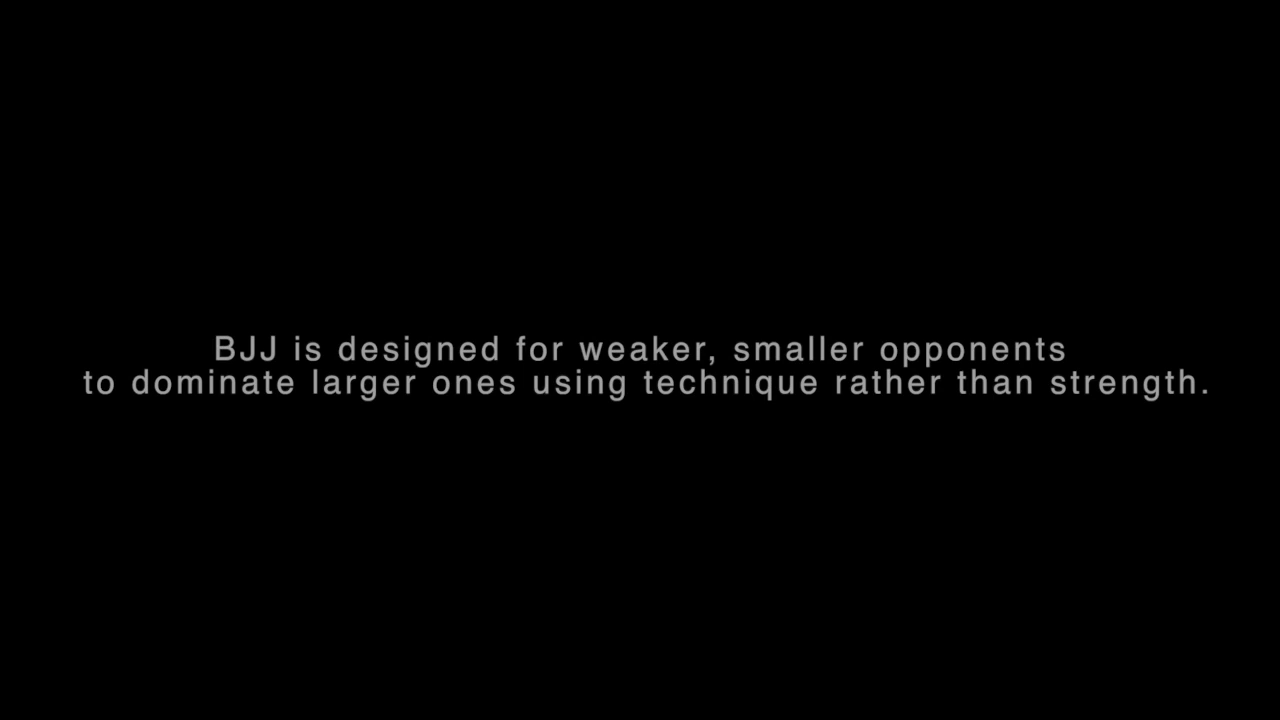 BJJ is designed for weaker, smaller opponents
to dominate larger ones using technique rather than strength.